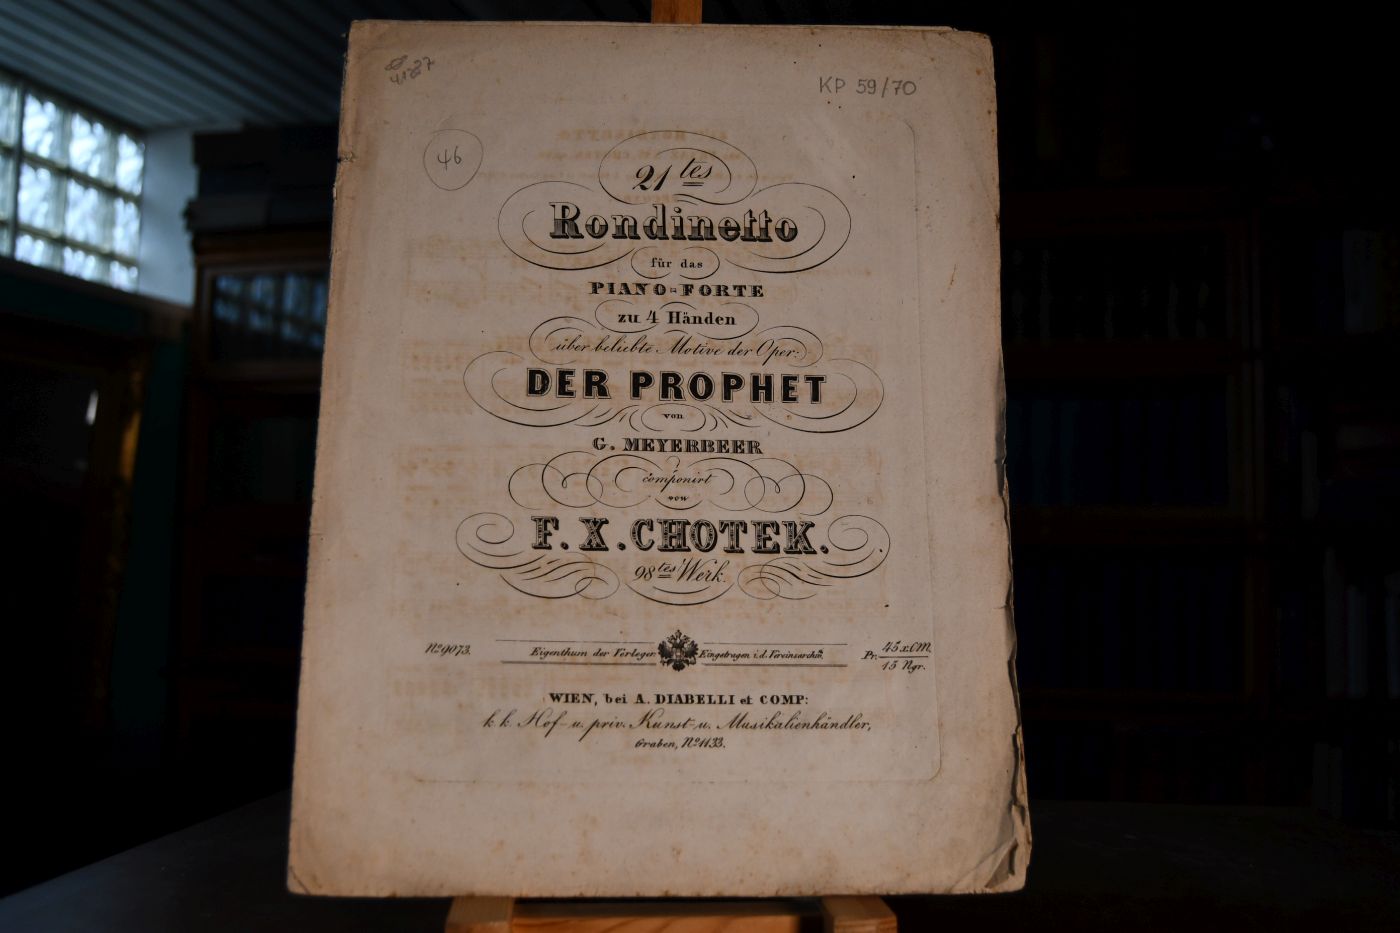 KP 59/70
46
21tes
Rondinetto
für das
PIANO-FORTE
zu 4 Händen
über beliebte Motive der Oper:
DER PROPHET
von
G. MEYERBEER
componirt
von
F. X. CHOTEK.
98tes Werk.
No 9073.
Eigenthum der Verleger.
Eingetragen i. d. Vereinsarchiv.
Pr. 45 x. CM.
15 Ngr.
WIEN, bei A. DIABELLI et COMP:
k. k. Hof- u. priv. Kunst- u. Musikalienhändler,
Graben, No 1133.